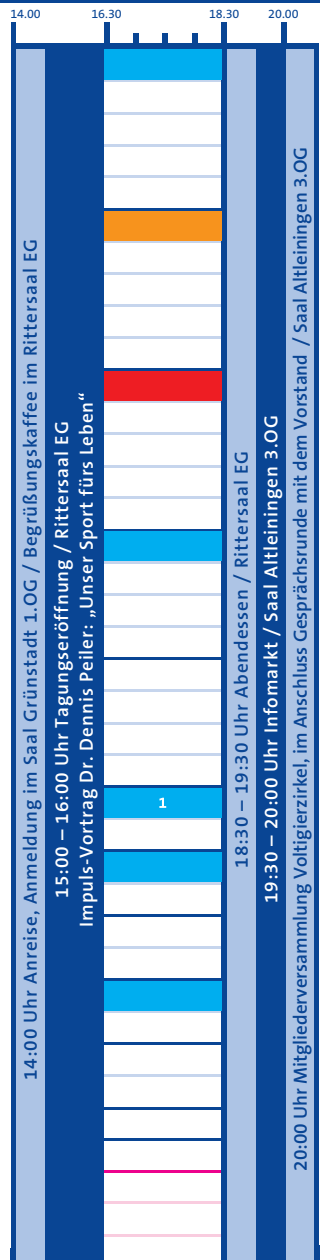 14.00
16.30
18.30
20.00
14:00 Uhr Anreise, Anmeldung im Saal Grünstadt 1.OG / Begrüßungskaffee im Rittersaal EG
15:00 – 16:00 Uhr Tagungseröffnung / Rittersaal EG
Impuls-Vortrag Dr. Dennis Peiler: „Unser Sport fürs Leben“
1
18:30 – 19:30 Uhr Abendessen / Rittersaal EG
19:30 – 20:00 Uhr Infomarkt / Saal Altleiningen 3.OG
20:00 Uhr Mitgliederversammlung Voltigierzirkel, im Anschluss Gesprächsrunde mit dem Vorstand / Saal Altleiningen 3.OG